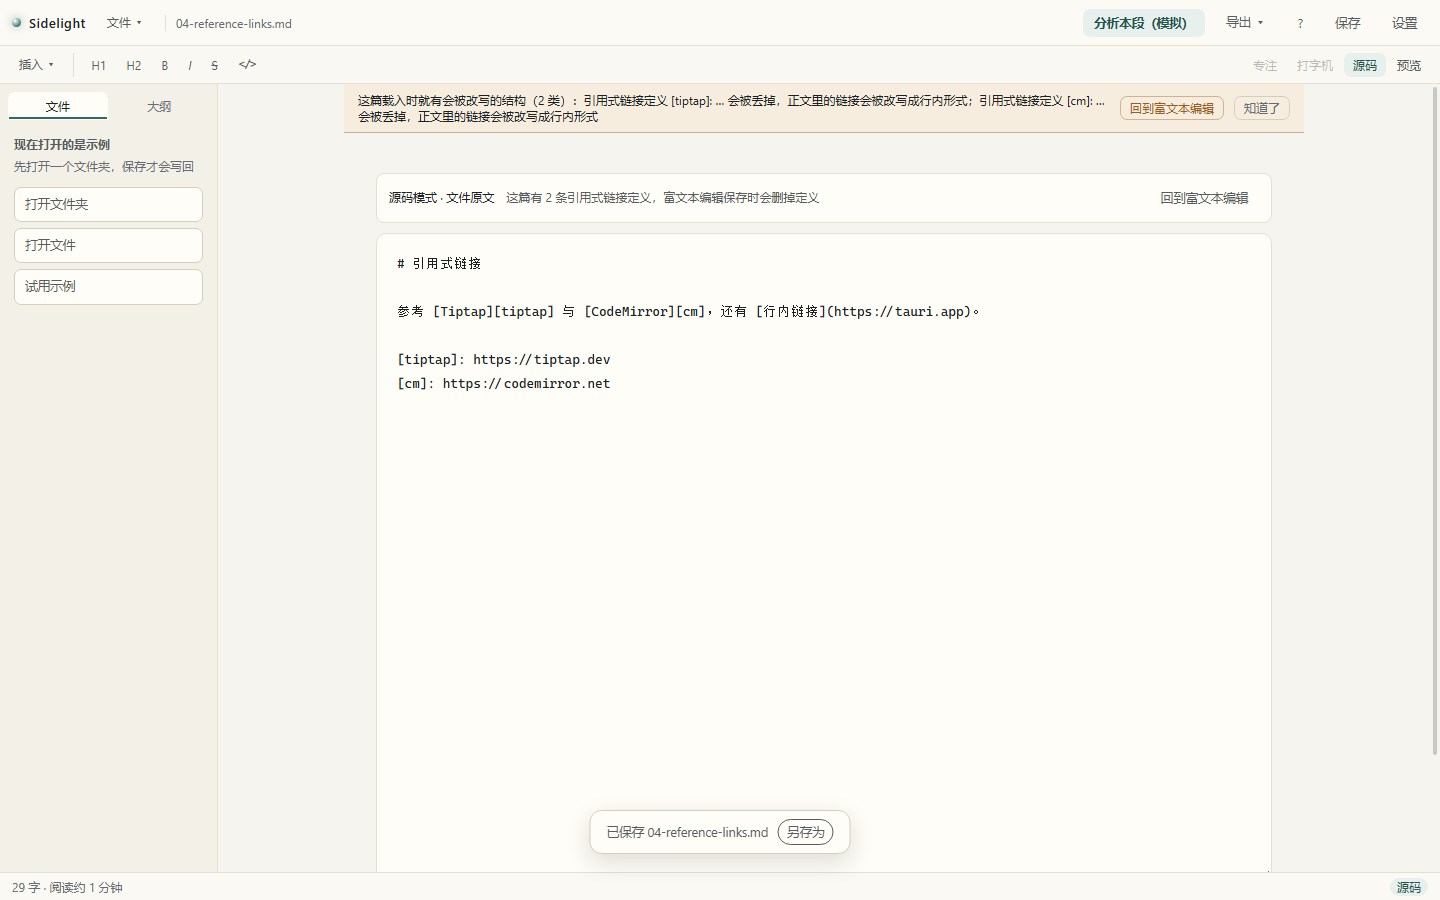 Sidelight 文件 ▾ 04-reference-links.md 分析本段（模拟） 导出 ▾ ? 保存 设置
插入 ▾ H1 H2 B I S </> 专注 打字机 源码 预览
文件 大纲
现在打开的是示例
先打开一个文件夹，保存才会写回
打开文件夹
打开文件
试用示例
这篇载入时就有会被改写的结构（2 类）：引用式链接定义 [tiptap]: ... 会被丢掉，正文里的链接会被改写成行内形式；引用式链接定义 [cm]: ...
会被丢掉，正文里的链接会被改写成行内形式
回到富文本编辑 知道了
源码模式 · 文件原文 这篇有 2 条引用式链接定义，富文本编辑保存时会删掉定义 回到富文本编辑
# 引用式链接
参考 [Tiptap][tiptap] 与 [CodeMirror][cm]，还有 [行内链接](https://tauri.app)。
[tiptap]: https://tiptap.dev
[cm]: https://codemirror.net
已保存 04-reference-links.md 另存为
29 字 · 阅读约 1 分钟 源码